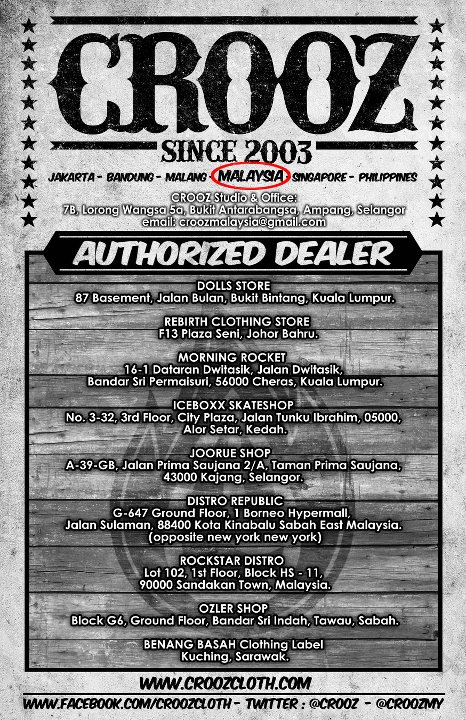 CROOZ
SINCE 2003
JAKARTA - BANDUNG - MALANG - MALAYSIA - SINGAPORE - PHILIPPINES
CROOZ Studio & Office:
7B, Lorong Wangsa 5a, Bukit Antarabangsa, Ampang, Selangor
email: croozmalaysia@gmail.com
AUTHORIZED DEALER
DOLLS STORE
87 Basement, Jalan Bulan, Bukit Bintang, Kuala Lumpur.
REBIRTH CLOTHING STORE
F13 Plaza Seni, Johor Bahru.
MORNING ROCKET
16-1 Dataran Dwitasik, Jalan Dwitasik,
Bandar Sri Permaisuri, 56000 Cheras, Kuala Lumpur.
ICEBOXX SKATESHOP
No. 3-32, 3rd Floor, City Plaza, Jalan Tunku Ibrahim, 05000,
Alor Setar, Kedah.
JOORUE SHOP
A-39-GB, Jalan Prima Saujana 2/A, Taman Prima Saujana,
43000 Kajang, Selangor.
DISTRO REPUBLIC
G-647 Ground Floor, 1 Borneo Hypermall,
Jalan Sulaman, 88400 Kota Kinabalu Sabah East Malaysia.
(opposite new york new york)
ROCKSTAR DISTRO
Lot 102, 1st Floor, Block HS - 11,
90000 Sandakan Town, Malaysia.
OZLER SHOP
Block G6, Ground Floor, Bandar Sri Indah, Tawau, Sabah.
BENANG BASAH Clothing Label
Kuching, Sarawak.
WWW.CROOZCLOTH.COM
WWW.FACEBOOK.COM/CROOZCLOTH - TWITTER : @CROOZ - @CROOZMY